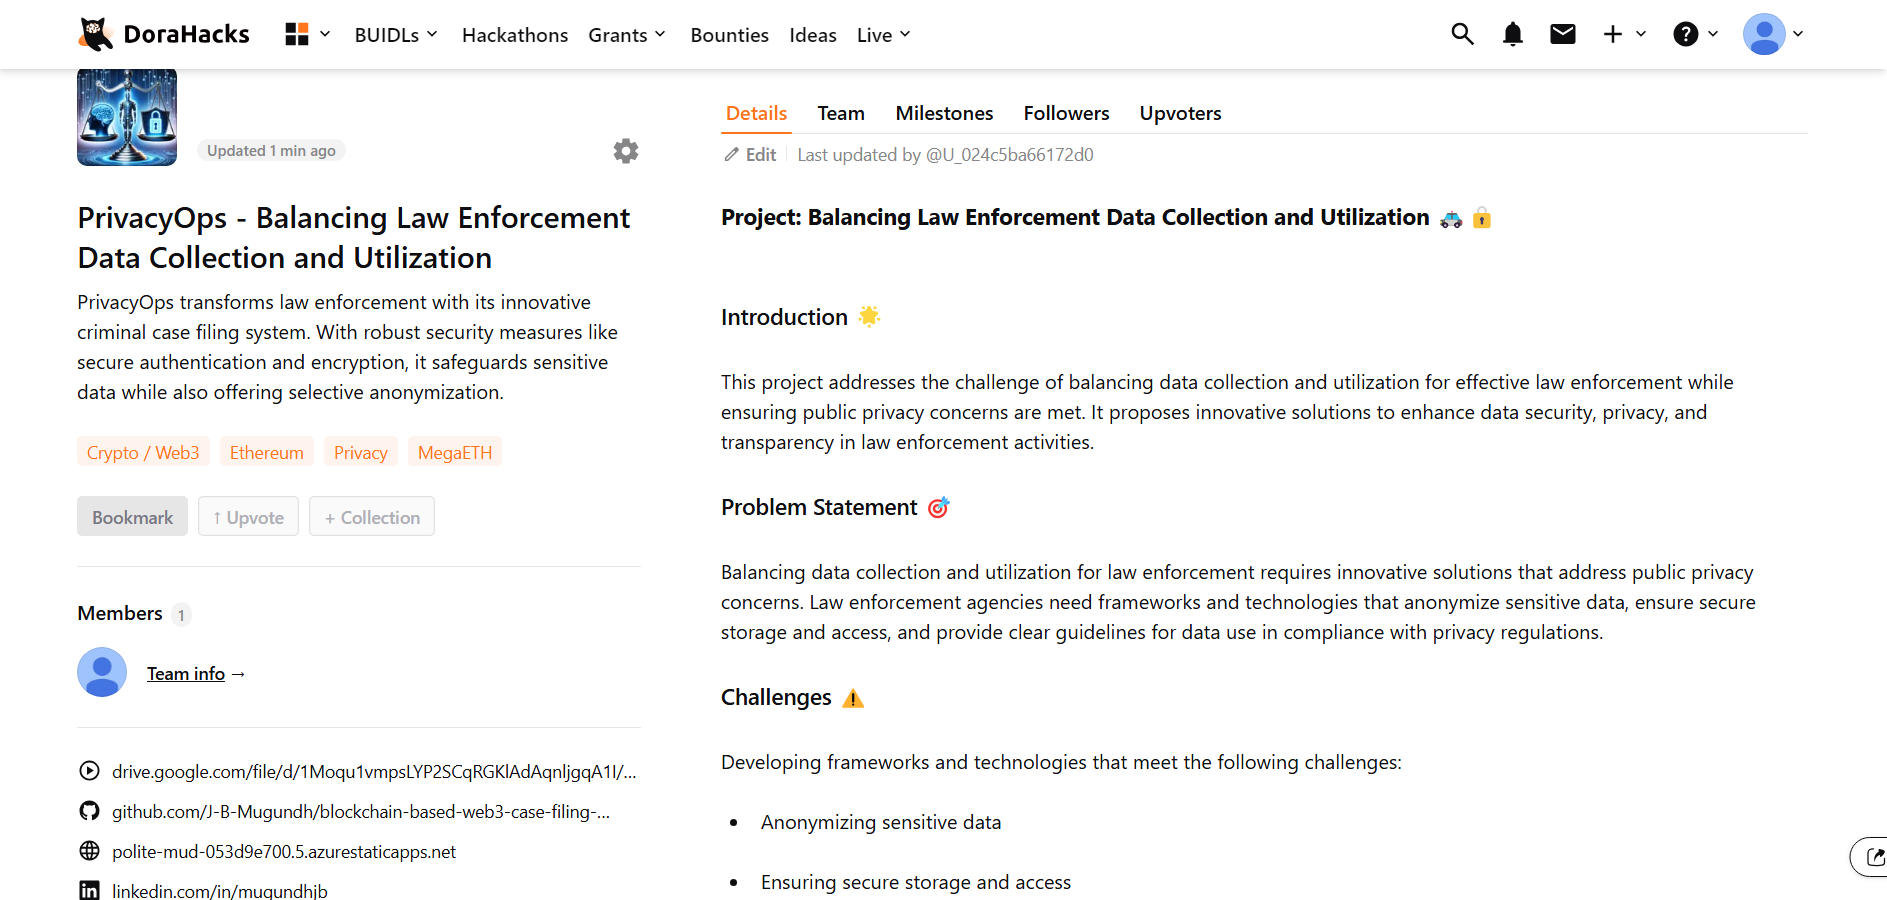 DoraHacks
BUIDLs
Hackathons
Grants
Bounties
Ideas
Live
Updated 1 min ago
PrivacyOps - Balancing Law Enforcement
Data Collection and Utilization
PrivacyOps transforms law enforcement with its innovative
criminal case filing system. With robust security measures like
secure authentication and encryption, it safeguards sensitive
data while also offering selective anonymization.
Crypto / Web3
Ethereum
Privacy
MegaETH
Bookmark
↑ Upvote
+ Collection
Members 1
Team info →
drive.google.com/file/d/1Moqu1vmpsLYP2SCqRGKlAdAqnljgqA1I/...
github.com/J-B-Mugundh/blockchain-based-web3-case-filing-...
polite-mud-053d9e700.5.azurestaticapps.net
linkedin.com/in/mugundhjb
Details
Team
Milestones
Followers
Upvoters
Edit
Last updated by @U_024c5ba66172d0
Project: Balancing Law Enforcement Data Collection and Utilization 🚓 🔒
Introduction 🌟
This project addresses the challenge of balancing data collection and utilization for effective law enforcement while
ensuring public privacy concerns are met. It proposes innovative solutions to enhance data security, privacy, and
transparency in law enforcement activities.
Problem Statement 🎯
Balancing data collection and utilization for law enforcement requires innovative solutions that address public privacy
concerns. Law enforcement agencies need frameworks and technologies that anonymize sensitive data, ensure secure
storage and access, and provide clear guidelines for data use in compliance with privacy regulations.
Challenges ⚠️
Developing frameworks and technologies that meet the following challenges:
• Anonymizing sensitive data
• Ensuring secure storage and access